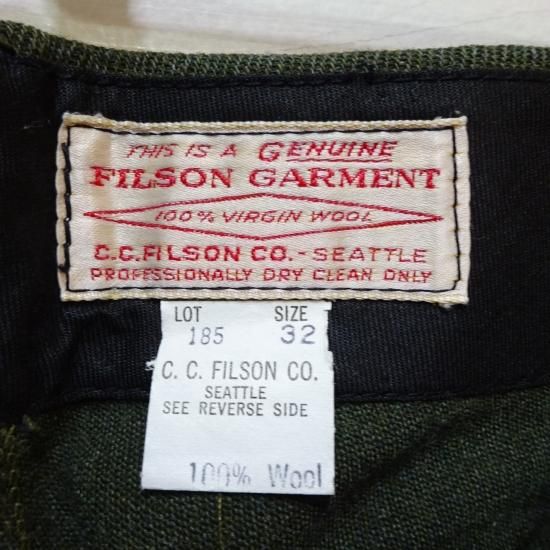 THIS IS A GENUINE
FILSON GARMENT
100% VIRGIN WOOL
C.C.FILSON CO.-SEATTLE
PROFESSIONALLY DRY CLEAN ONLY
LOT SIZE
185 32
C. C. FILSON CO.
SEATTLE
SEE REVERSE SIDE
100% Wool